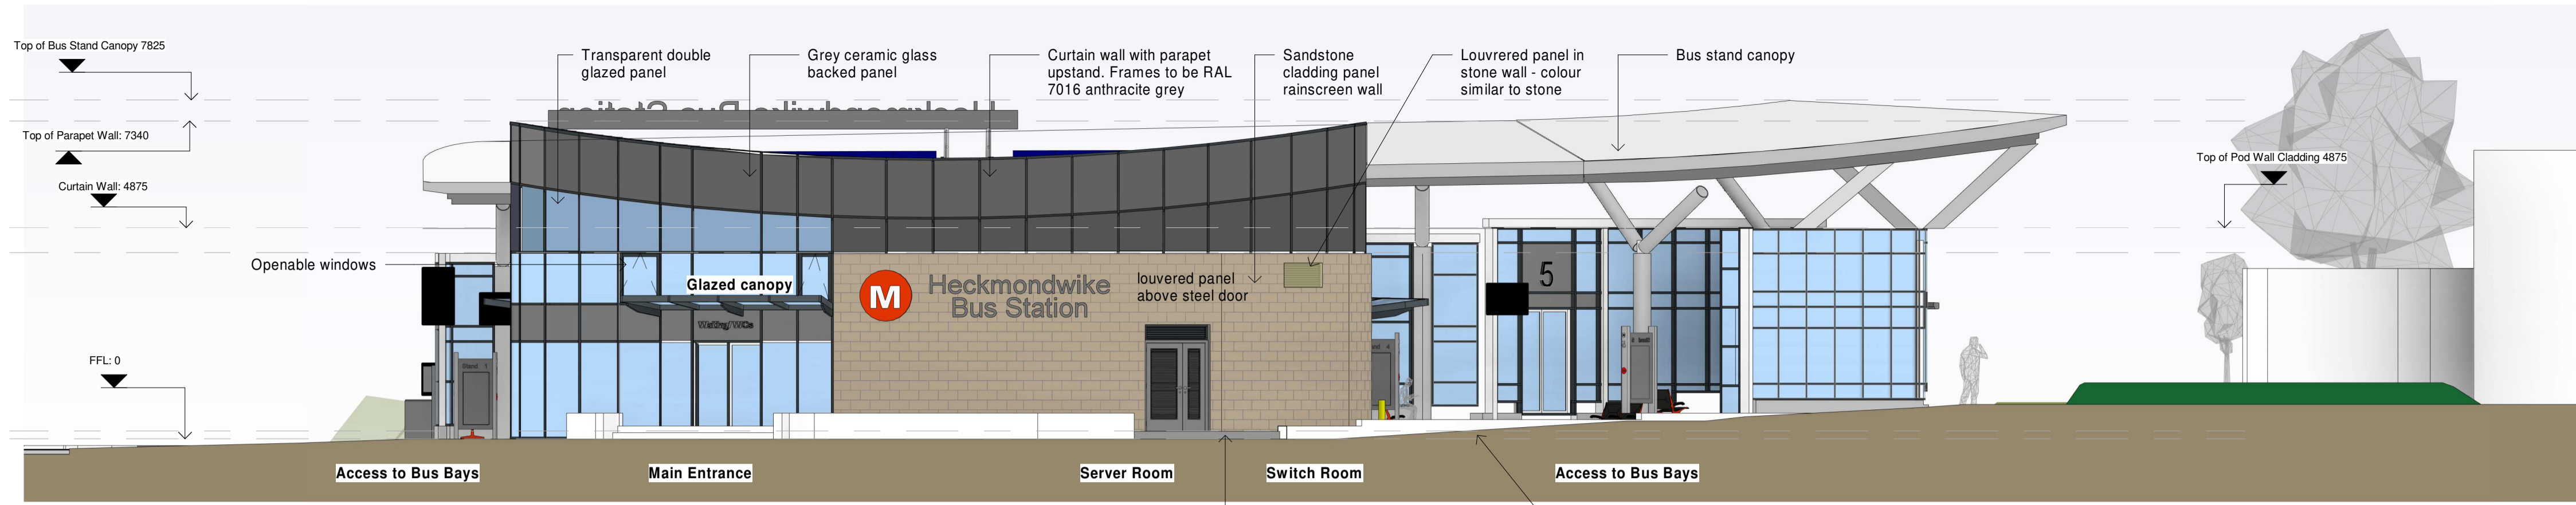 Top of Bus Stand Canopy 7825
Transparent double
glazed panel
Grey ceramic glass
backed panel
Curtain wall with parapet
upstand. Frames to be RAL
7016 anthracite grey
Sandstone
cladding panel
rainscreen wall
Louvrered panel in
stone wall - colour
similar to stone
Bus stand canopy
Top of Parapet Wall: 7340
Top of Pod Wall Cladding 4875
Curtain Wall: 4875
Openable windows
Glazed canopy
M
Heckmondwike
Bus Station
louvered panel
above steel door
5
Waiting/WCs
FFL: 0
Stand 1
Access to Bus Bays
Main Entrance
Server Room
Switch Room
Access to Bus Bays